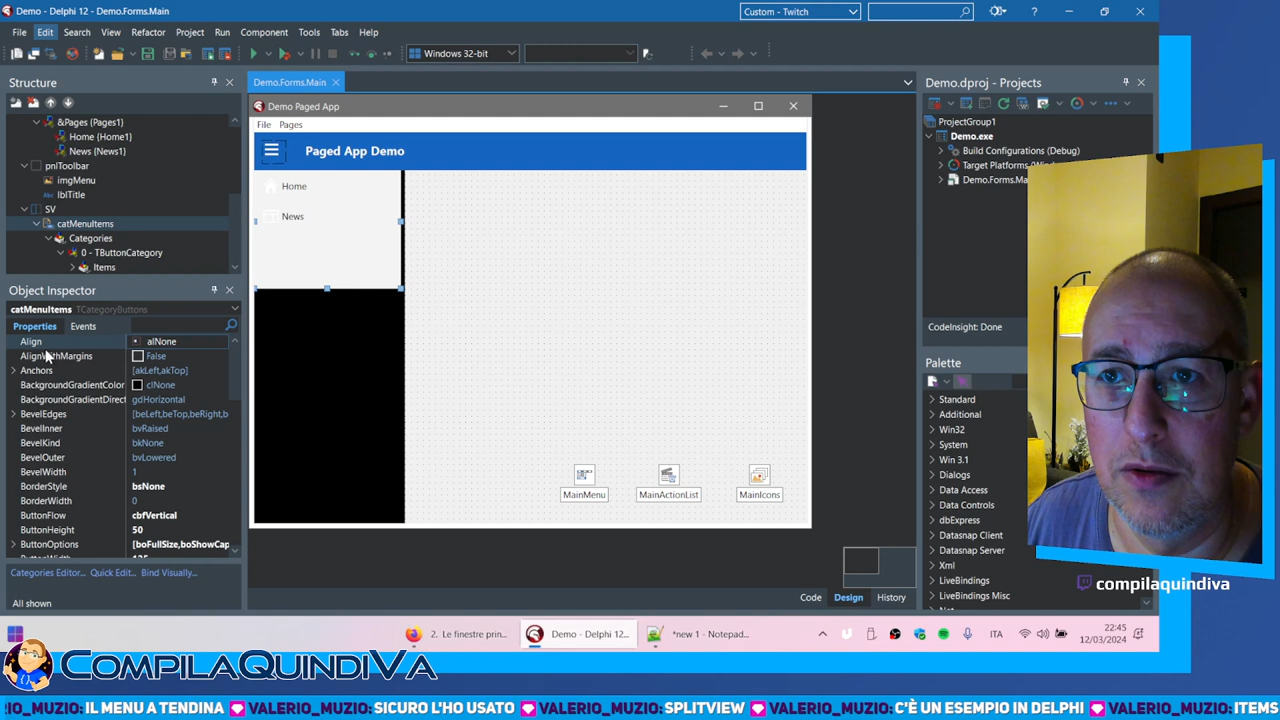 Demo - Delphi 12 - Demo.Forms.Main
Custom - Twitch
File Edit Search View Refactor Project Run Component Tools Tabs Help
Windows 32-bit
Structure
&Pages (Pages1)
Home (Home1)
News (News1)
pnlToolbar
imgMenu
lblTitle
SV
catMenuItems
Categories
0 - TButtonCategory
Items
Object Inspector
catMenuItems TCategoryButtons
Properties Events
Align alNone
AlignWithMargins False
Anchors [akLeft,akTop]
BackgroundGradientColor clNone
BackgroundGradientDirect gdHorizontal
BevelEdges [beLeft,beTop,beRight,b
BevelInner bvRaised
BevelKind bkNone
BevelOuter bvLowered
BevelWidth 1
BorderStyle bsNone
BorderWidth 0
ButtonFlow cbfVertical
ButtonHeight 50
ButtonOptions [boFullSize,boShowCap
Categories Editor... Quick Edit... Bind Visually...
All shown
Demo.Forms.Main
Demo Paged App
File Pages
Paged App Demo
Home
News
MainMenu
MainActionList
MainIcons
Code Design History
Demo.dproj - Projects
ProjectGroup1
Demo.exe
Build Configurations (Debug)
Target Platforms (Win
Demo.Forms.Ma
CodeInsight: Done
Palette
Standard
Additional
Win32
System
Win 3.1
Dialogs
Data Access
Data Controls
dbExpress
Datasnap Client
Datasnap Server
Xml
LiveBindings
LiveBindings Misc
compilaquindiva
2. Le finestre prin...
Demo - Delphi 12...
*new 1 - Notepad...
ITA
22:45
12/03/2024
COMPILAQUINDIVA
ERIO_MUZIO: IL MENU A TENDINA VALERIO_MUZIO: SICURO L'HO USATO VALERIO_MUZIO: SPLITVIEW VALERIO_MUZIO: C'È UN ESEMPIO IN DELPHI VALERIO_MUZIO: ITEMS